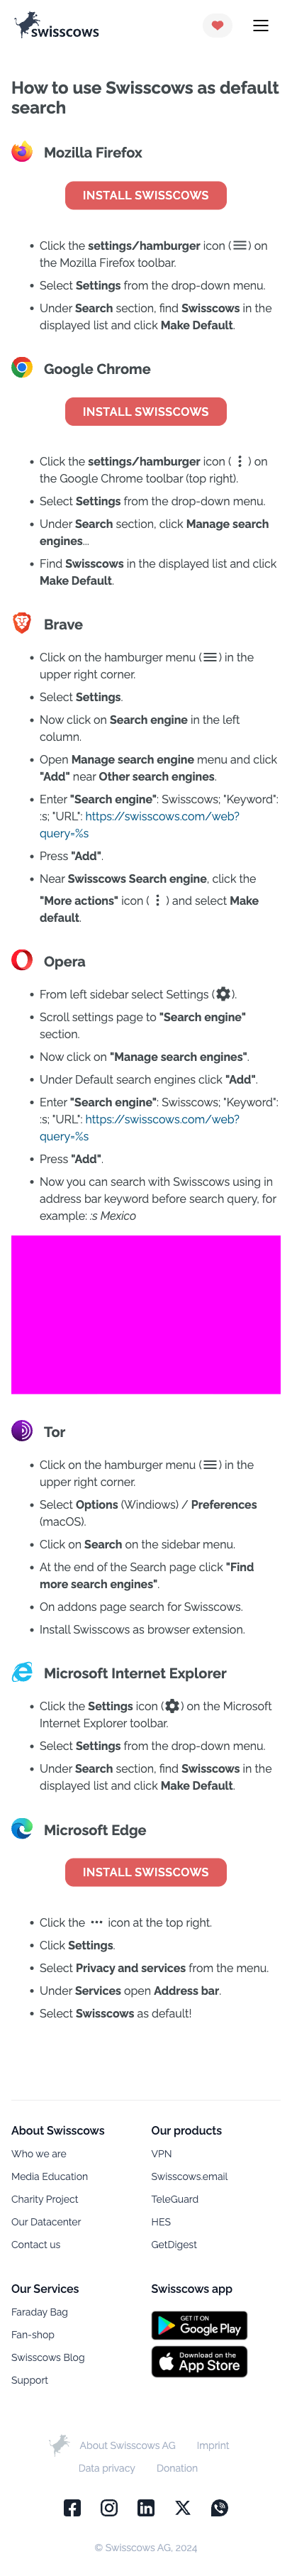 swisscows
How to use Swisscows as default
search
Mozilla Firefox
INSTALL SWISSCOWS
• Click the settings/hamburger icon ( ) on
the Mozilla Firefox toolbar.
• Select Settings from the drop-down menu.
• Under Search section, find Swisscows in the
displayed list and click Make Default.
Google Chrome
INSTALL SWISSCOWS
• Click the settings/hamburger icon ( ⋮ ) on
the Google Chrome toolbar (top right).
• Select Settings from the drop-down menu.
• Under Search section, click Manage search
engines...
• Find Swisscows in the displayed list and click
Make Default.
Brave
• Click on the hamburger menu ( ) in the
upper right corner.
• Select Settings.
• Now click on Search engine in the left
column.
• Open Manage search engine menu and click
"Add" near Other search engines.
• Enter "Search engine": Swisscows; "Keyword":
:s; "URL": https://swisscows.com/web?
query=%s
• Press "Add".
• Near Swisscows Search engine, click the
"More actions" icon ( ⋮ ) and select Make
default.
Opera
• From left sidebar select Settings ( ).
• Scroll settings page to "Search engine"
section.
• Now click on "Manage search engines".
• Under Default search engines click "Add".
• Enter "Search engine": Swisscows; "Keyword":
:s; "URL": https://swisscows.com/web?
query=%s
• Press "Add".
• Now you can search with Swisscows using in
address bar keyword before search query, for
example: :s Mexico
Tor
• Click on the hamburger menu ( ) in the
upper right corner.
• Select Options (Windiows) / Preferences
(macOS).
• Click on Search on the sidebar menu.
• At the end of the Search page click "Find
more search engines".
• On addons page search for Swisscows.
• Install Swisscows as browser extension.
Microsoft Internet Explorer
• Click the Settings icon ( ) on the Microsoft
Internet Explorer toolbar.
• Select Settings from the drop-down menu.
• Under Search section, find Swisscows in the
displayed list and click Make Default.
Microsoft Edge
INSTALL SWISSCOWS
• Click the ••• icon at the top right.
• Click Settings.
• Select Privacy and services from the menu.
• Under Services open Address bar.
• Select Swisscows as default!
About Swisscows
Who we are
Media Education
Charity Project
Our Datacenter
Contact us
Our products
VPN
Swisscows.email
TeleGuard
HES
GetDigest
Our Services
Faraday Bag
Fan-shop
Swisscows Blog
Support
Swisscows app
GET IT ON
Google Play
Download on the
App Store
About Swisscows AG Imprint
Data privacy Donation
© Swisscows AG, 2024